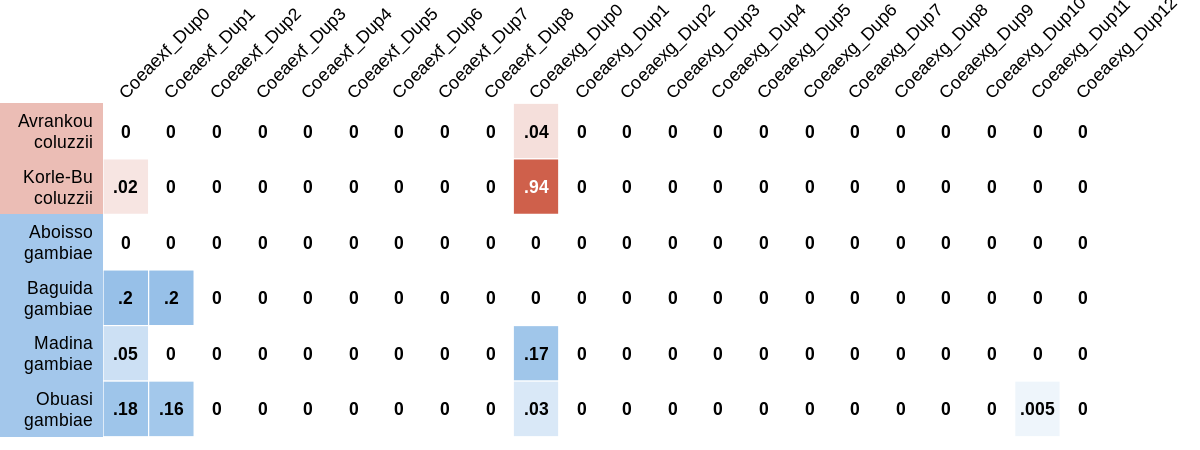 Coeaexf_Dup0 Coeaexf_Dup1 Coeaexf_Dup2 Coeaexf_Dup3 Coeaexf_Dup4 Coeaexf_Dup5 Coeaexf_Dup6 Coeaexf_Dup7 Coeaexf_Dup8 Coeaexg_Dup0 Coeaexg_Dup1 Coeaexg_Dup2 Coeaexg_Dup3 Coeaexg_Dup4 Coeaexg_Dup5 Coeaexg_Dup6 Coeaexg_Dup7 Coeaexg_Dup8 Coeaexg_Dup9 Coeaexg_Dup10 Coeaexg_Dup11 Coeaexg_Dup12
Avrankou
coluzzii
0 0 0 0 0 0 0 0 0 .04 0 0 0 0 0 0 0 0 0 0 0 0
Korle-Bu
coluzzii
.02 0 0 0 0 0 0 0 0 .94 0 0 0 0 0 0 0 0 0 0 0 0
Aboisso
gambiae
0 0 0 0 0 0 0 0 0 0 0 0 0 0 0 0 0 0 0 0 0 0
Baguida
gambiae
.2 .2 0 0 0 0 0 0 0 0 0 0 0 0 0 0 0 0 0 0 0 0
Madina
gambiae
.05 0 0 0 0 0 0 0 0 .17 0 0 0 0 0 0 0 0 0 0 0 0
Obuasi
gambiae
.18 .16 0 0 0 0 0 0 0 .03 0 0 0 0 0 0 0 0 0 0 .005 0